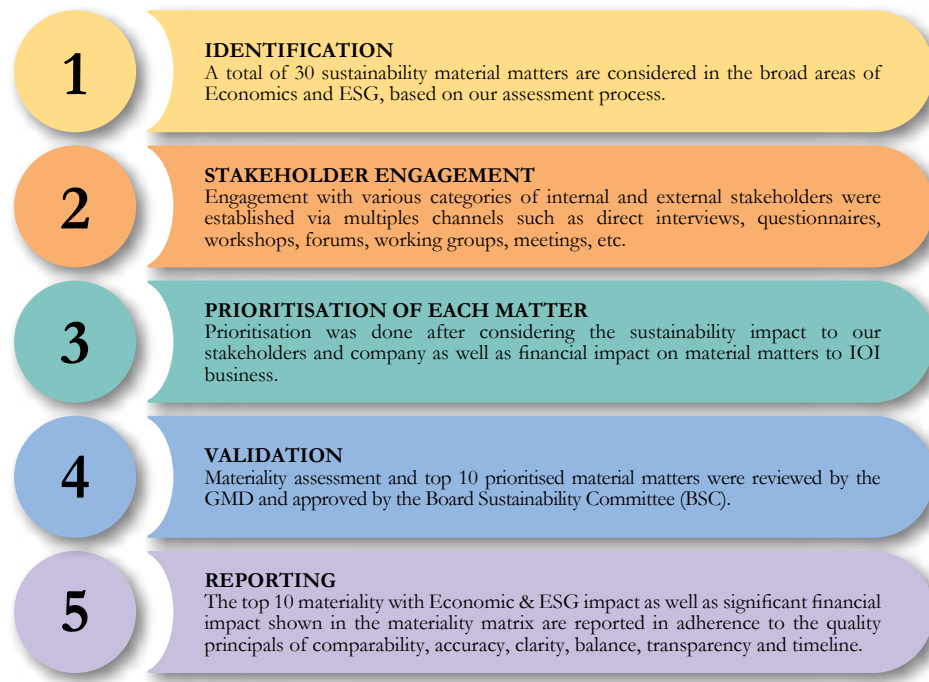 1
IDENTIFICATION
A total of 30 sustainability material matters are considered in the broad areas of
Economics and ESG, based on our assessment process.
2
STAKEHOLDER ENGAGEMENT
Engagement with various categories of internal and external stakeholders were
established via multiples channels such as direct interviews, questionnaires,
workshops, forums, working groups, meetings, etc.
3
PRIORITISATION OF EACH MATTER
Prioritisation was done after considering the sustainability impact to our
stakeholders and company as well as financial impact on material matters to IOI
business.
4
VALIDATION
Materiality assessment and top 10 prioritised material matters were reviewed by the
GMD and approved by the Board Sustainability Committee (BSC).
5
REPORTING
The top 10 materiality with Economic & ESG impact as well as significant financial
impact shown in the materiality matrix are reported in adherence to the quality
principals of comparability, accuracy, clarity, balance, transparency and timeline.